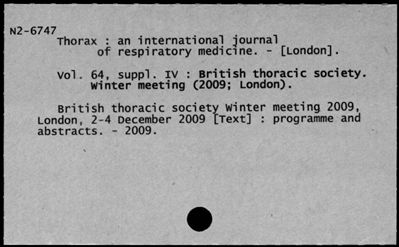 N2-6747
Thorax : an international journal
of respiratory medicine. - [London].
Vol. 64, suppl. IV : British thoracic society.
Winter meeting (2009; London).
British thoracic society Winter meeting 2009,
London, 2-4 December 2009 [Text] : programme and
abstracts. - 2009.